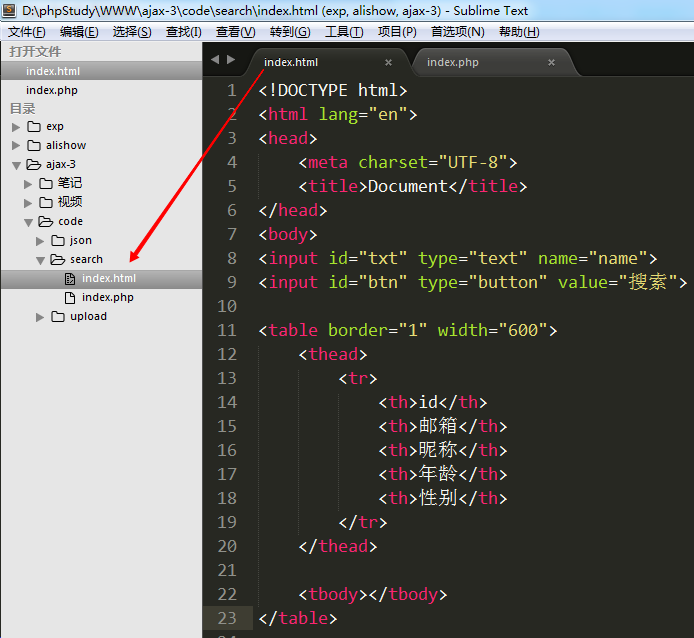 D:\phpStudy\WWW\ajax-3\code\search\index.html (exp, alishow, ajax-3) - Sublime Text
文件(F) 编辑(E) 选择(S) 查找(I) 查看(V) 转到(G) 工具(T) 项目(P) 首选项(N) 帮助(H)
打开文件
index.html
index.php
目录
exp
alishow
ajax-3
笔记
视频
code
json
search
index.html
index.php
upload
index.html × index.php ×
1 <!DOCTYPE html>
2 <html lang="en">
3 <head>
4 <meta charset="UTF-8">
5 <title>Document</title>
6 </head>
7 <body>
8 <input id="txt" type="text" name="name">
9 <input id="btn" type="button" value="搜索">
10
11 <table border="1" width="600">
12 <thead>
13 <tr>
14 <th>id</th>
15 <th>邮箱</th>
16 <th>昵称</th>
17 <th>年龄</th>
18 <th>性别</th>
19 </tr>
20 </thead>
21
22 <tbody></tbody>
23 </table>